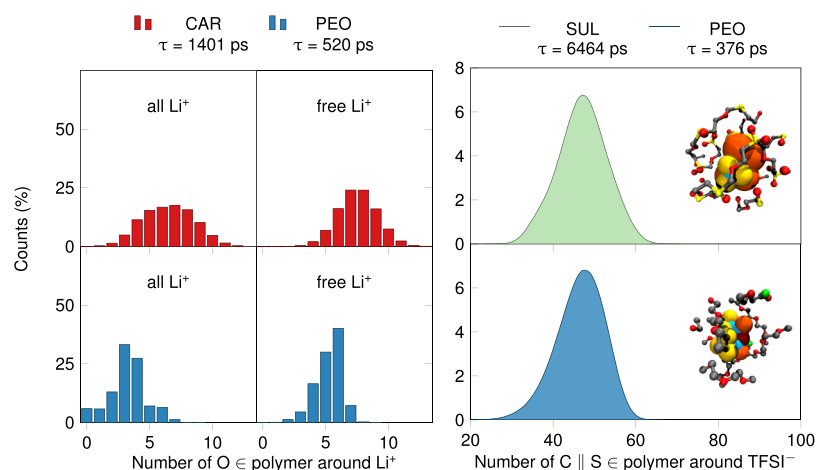 CAR PEO
τ = 1401 ps τ = 520 ps
all Li⁺ free Li⁺
50
25
0
all Li⁺ free Li⁺
50
25
0
Counts (%)
0 5 10 0 5 10
Number of O ∈ polymer around Li⁺
SUL PEO
τ = 6464 ps τ = 376 ps
8
6
4
2
0
6
4
2
0
20 40 60 80 100
Number of C ∥ S ∈ polymer around TFSI⁻